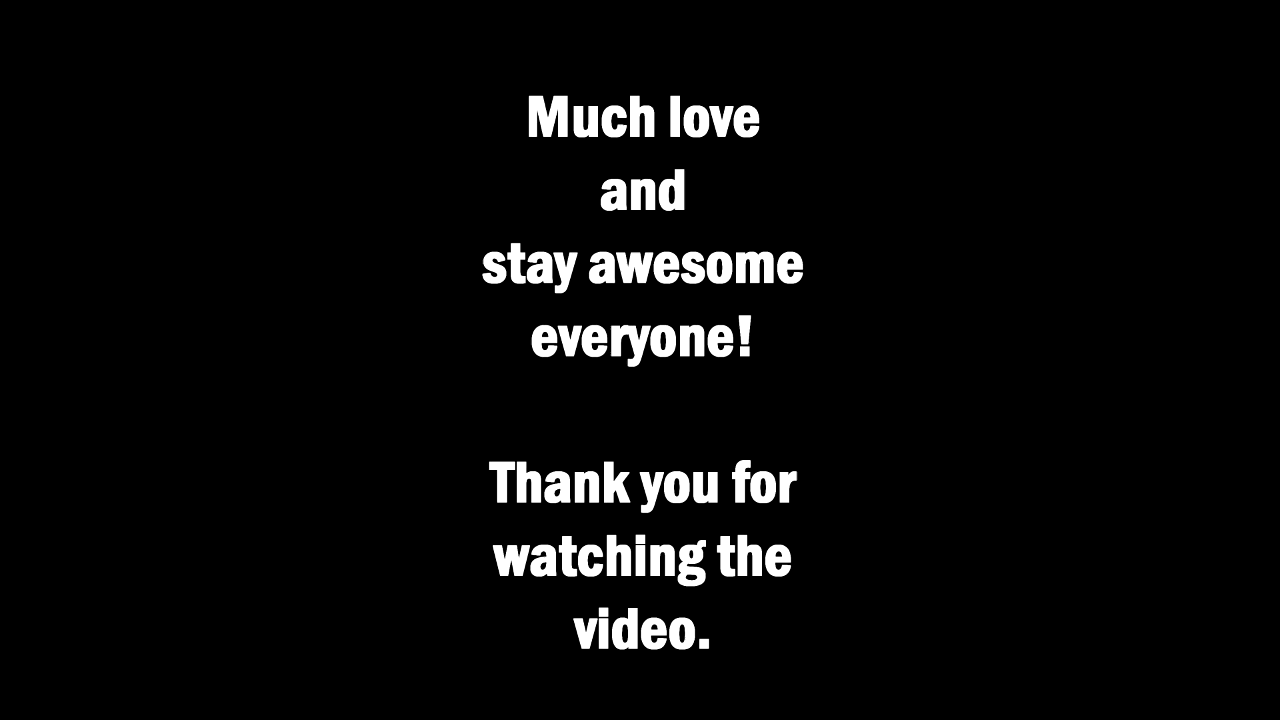 Much love
and
stay awesome
everyone!
Thank you for
watching the
video.